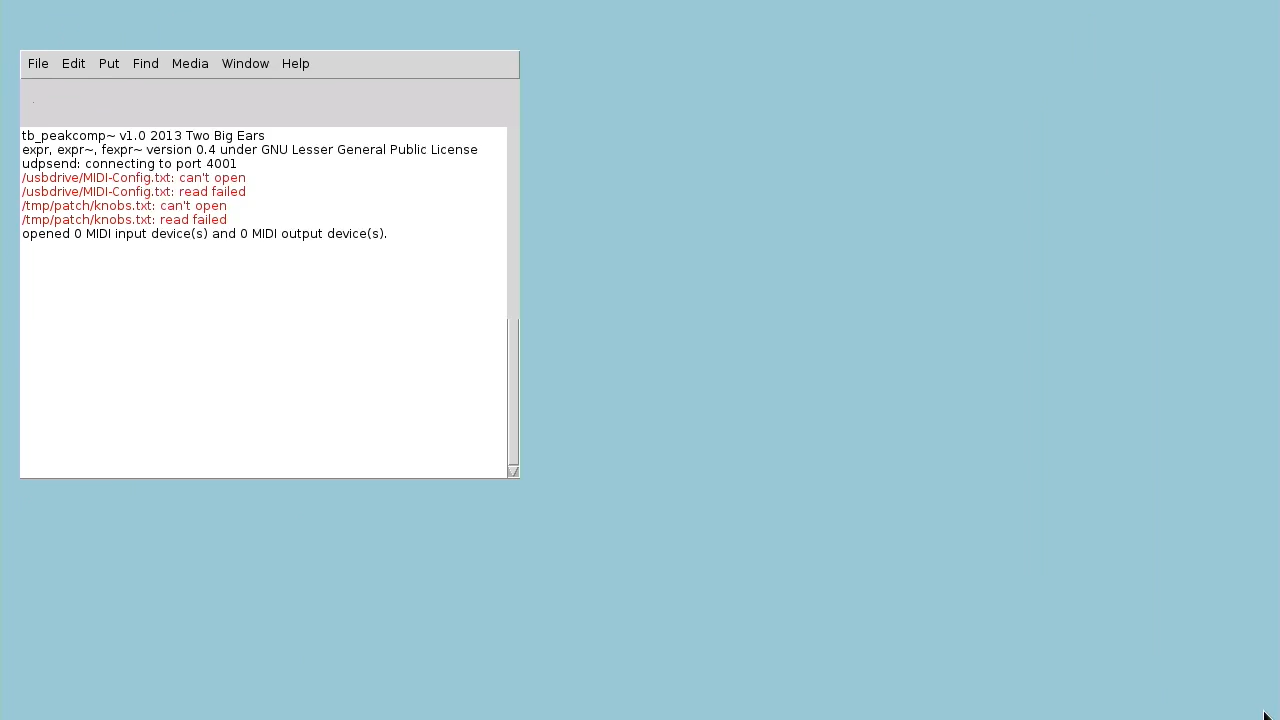 File Edit Put Find Media Window Help
tb_peakcomp~ v1.0 2013 Two Big Ears
expr, expr~, fexpr~ version 0.4 under GNU Lesser General Public License
udpsend: connecting to port 4001
/usbdrive/MIDI-Config.txt: can't open
/usbdrive/MIDI-Config.txt: read failed
/tmp/patch/knobs.txt: can't open
/tmp/patch/knobs.txt: read failed
opened 0 MIDI input device(s) and 0 MIDI output device(s).